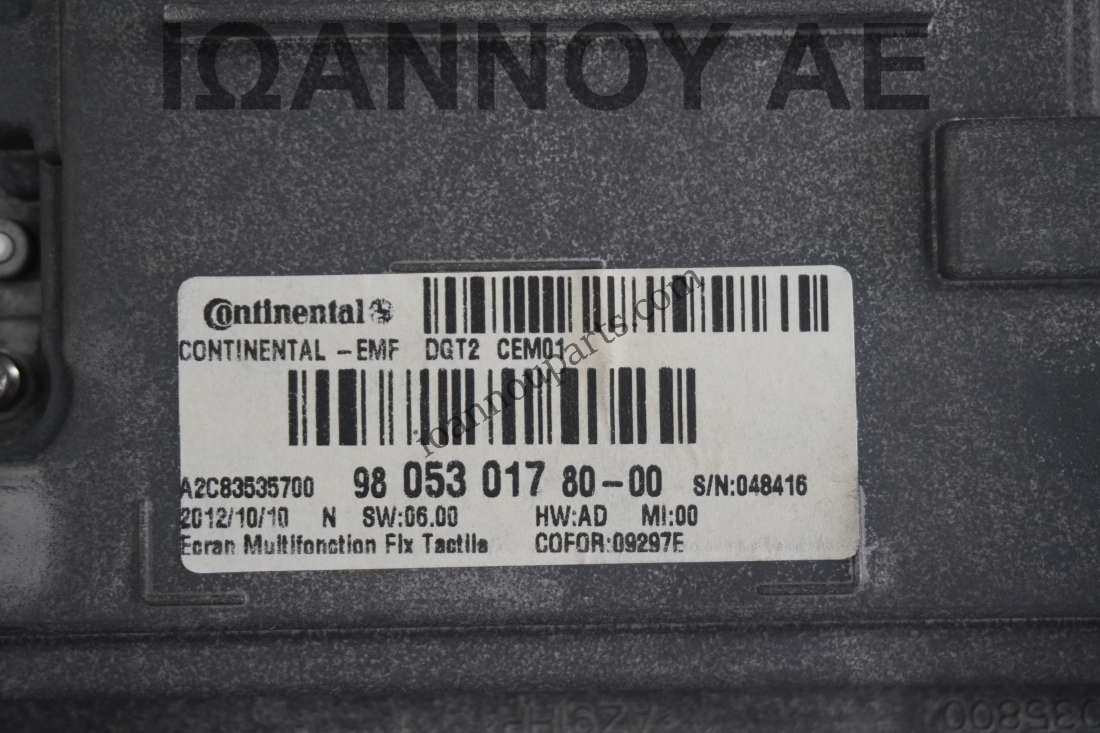 ΙΩΑΝΝΟΥ ΑΕ
Continental
CONTINENTAL -EMF DGT2 CEM01
ioannouparts.com
A2C83535700 98 053 017 80-00 S/N:048416
2012/10/10 N SW:06.00 HW:AD MI:00
Ecran Multifonction Fix Tactile COFOR:09297E